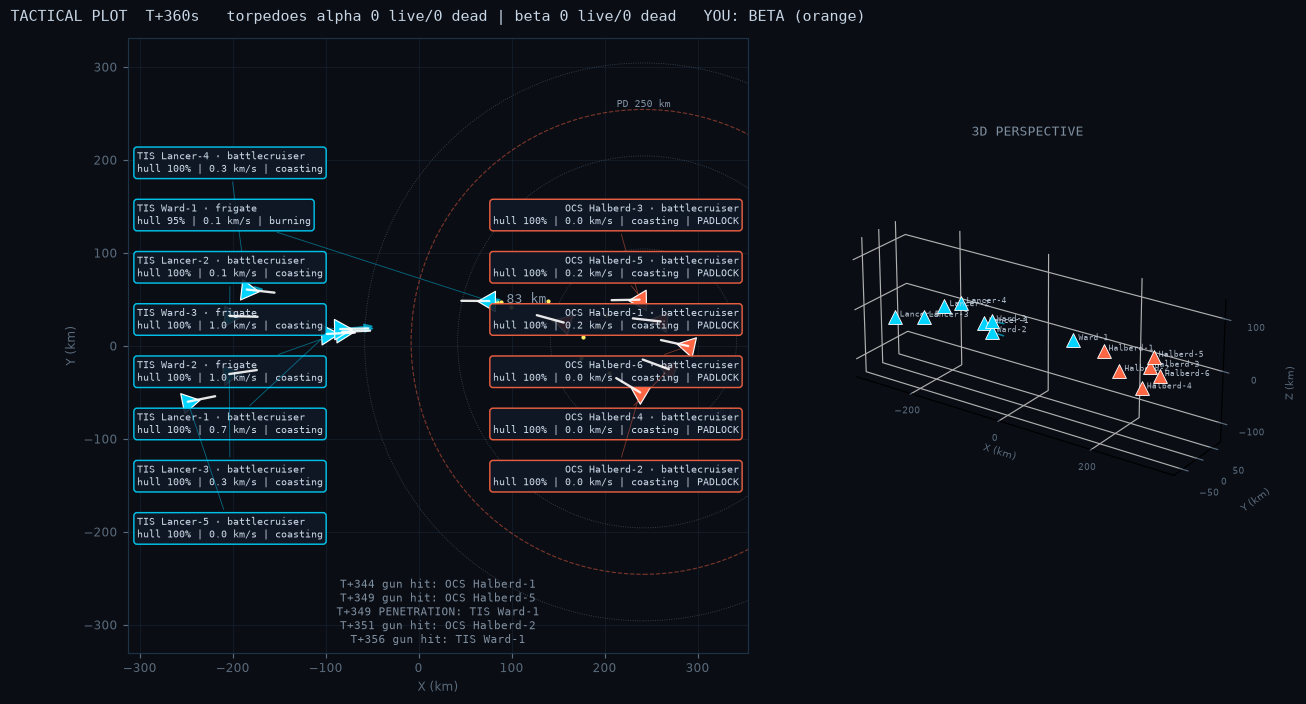 TACTICAL PLOT  T+360s   torpedoes alpha 0 live/0 dead | beta 0 live/0 dead   YOU: BETA (orange)
PD 250 km
3D PERSPECTIVE
TIS Lancer-4 · battlecruiser
hull 100% | 0.3 km/s | coasting
TIS Ward-1 · frigate
hull 95% | 0.1 km/s | burning
TIS Lancer-2 · battlecruiser
hull 100% | 0.1 km/s | coasting
TIS Ward-3 · frigate
hull 100% | 1.0 km/s | coasting
TIS Ward-2 · frigate
hull 100% | 1.0 km/s | coasting
TIS Lancer-1 · battlecruiser
hull 100% | 0.7 km/s | coasting
TIS Lancer-3 · battlecruiser
hull 100% | 0.3 km/s | coasting
TIS Lancer-5 · battlecruiser
hull 100% | 0.0 km/s | coasting
OCS Halberd-3 · battlecruiser
hull 100% | 0.0 km/s | coasting | PADLOCK
OCS Halberd-5 · battlecruiser
hull 100% | 0.2 km/s | coasting | PADLOCK
83 km
OCS Halberd-1 · battlecruiser
hull 100% | 0.2 km/s | coasting | PADLOCK
OCS Halberd-6 · battlecruiser
hull 100% | 0.0 km/s | coasting | PADLOCK
OCS Halberd-4 · battlecruiser
hull 100% | 0.0 km/s | coasting | PADLOCK
OCS Halberd-2 · battlecruiser
hull 100% | 0.0 km/s | coasting | PADLOCK
T+344 gun hit: OCS Halberd-1
T+349 gun hit: OCS Halberd-5
T+349 PENETRATION: TIS Ward-1
T+351 gun hit: OCS Halberd-2
T+356 gun hit: TIS Ward-1
300
200
100
0
−100
−200
−300
Y (km)
−300
−200
−100
0
100
200
300
X (km)
Lancer-4
Ward-2
Ward-1
Halberd-1
Halberd-5
Halberd-3
Halberd-6
Halberd-4
−200
0
200
X (km)
−50
0
50
Y (km)
100
0
−100
Z (km)